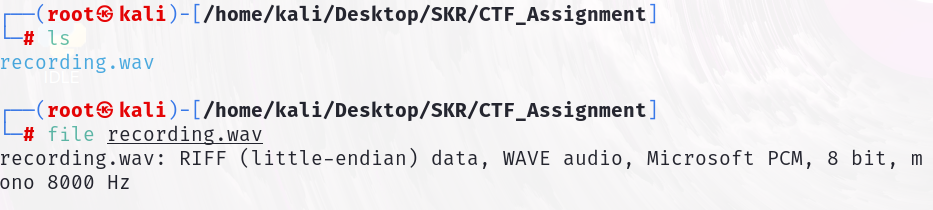 ┌──(root㉿kali)-[/home/kali/Desktop/SKR/CTF_Assignment]
└─# ls
recording.wav
┌──(root㉿kali)-[/home/kali/Desktop/SKR/CTF_Assignment]
└─# file recording.wav
recording.wav: RIFF (little-endian) data, WAVE audio, Microsoft PCM, 8 bit, m
ono 8000 Hz